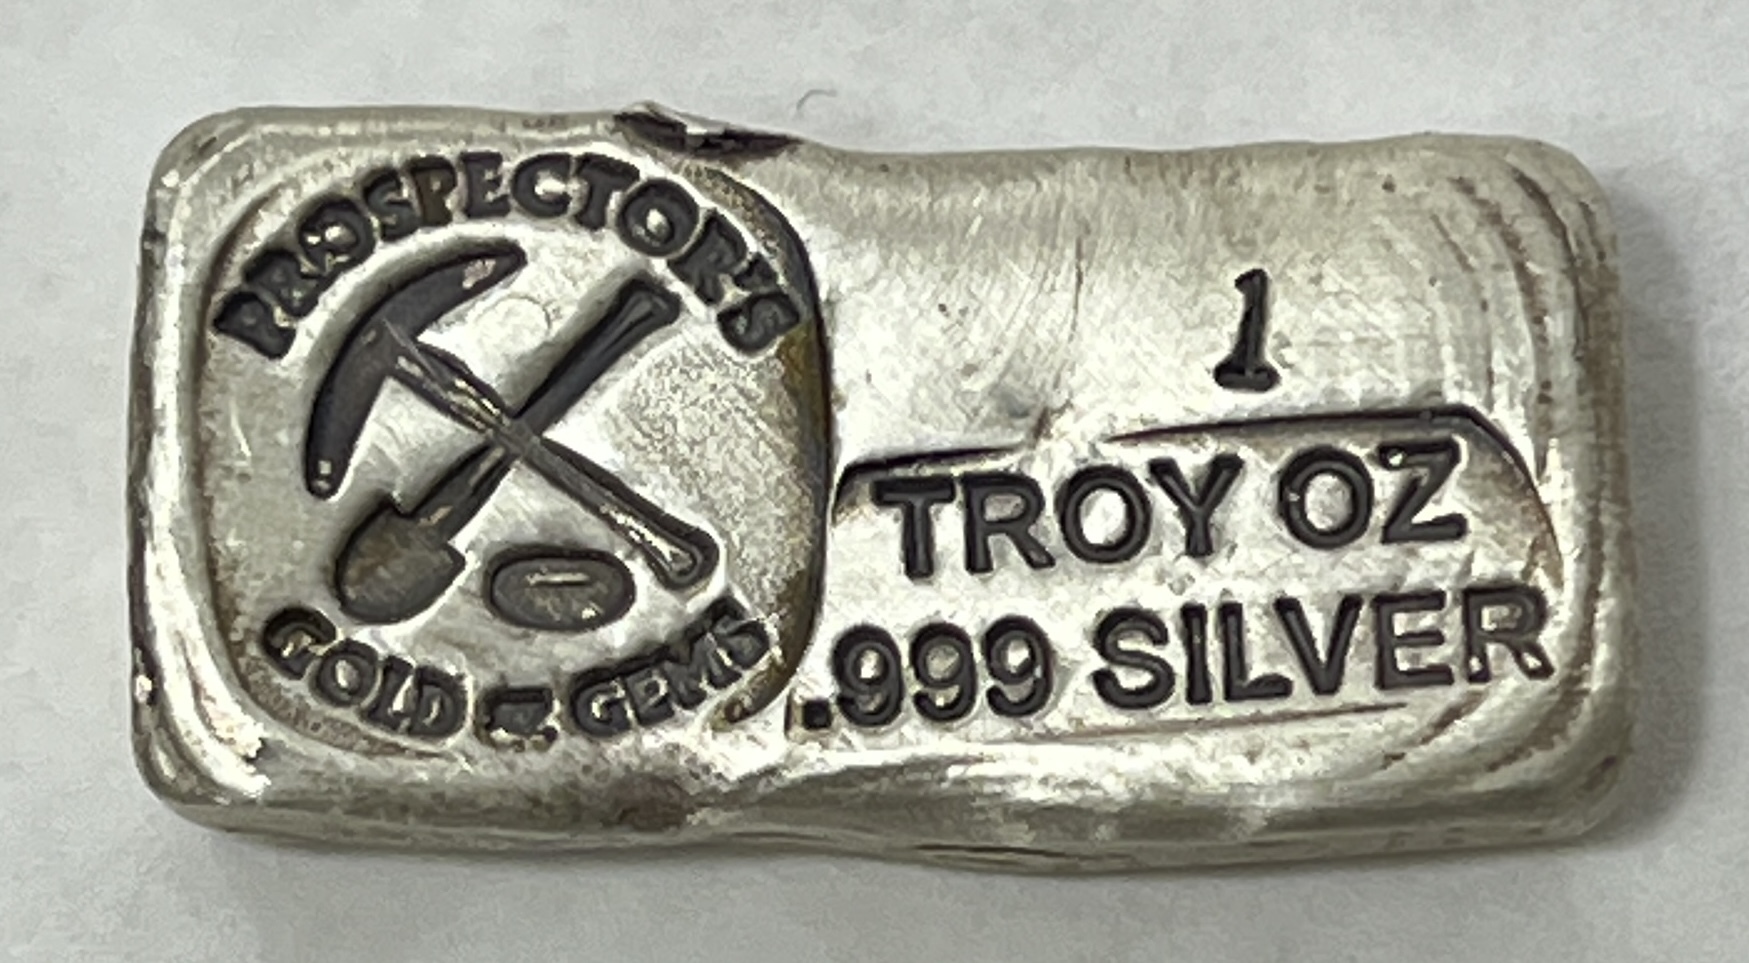 PROSPECTOR'S
GOLD & GEMS
1
TROY OZ
.999 SILVER